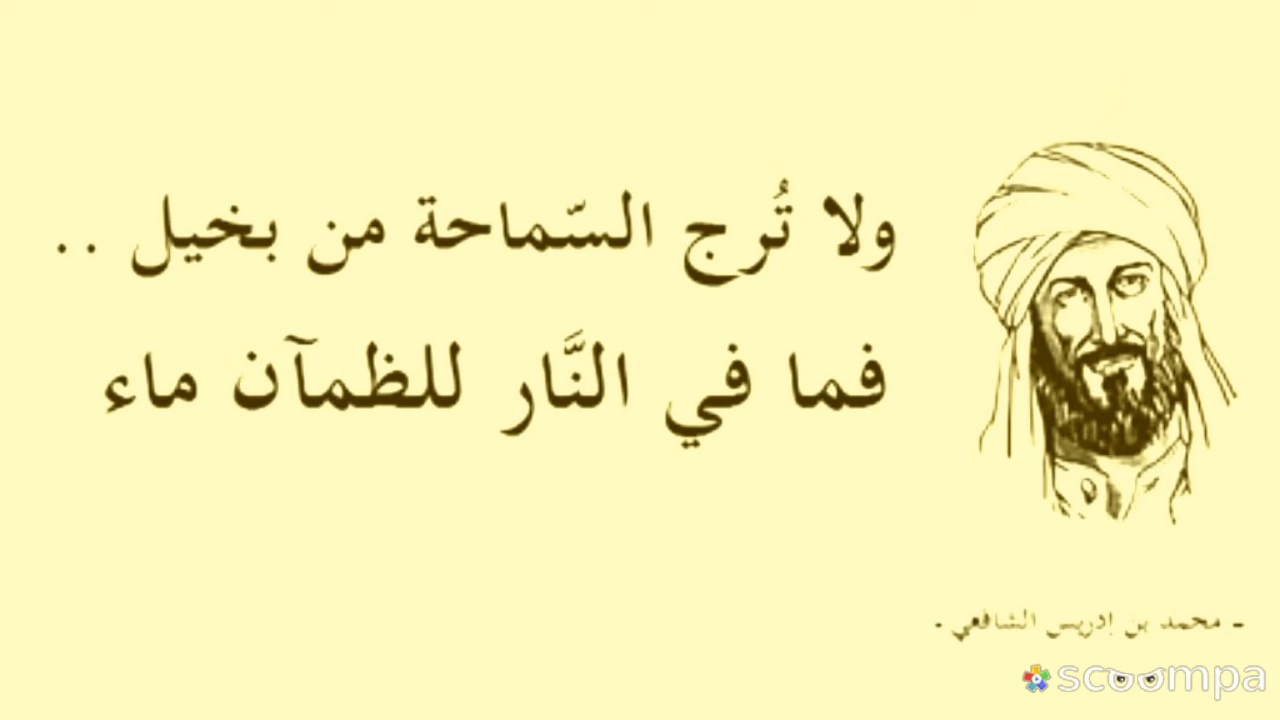 ولا تُرج السّماحة من بخيل ..
فما في النَّار للظمآن ماء
- محمد بن إدريس الشافعي -
scoompa